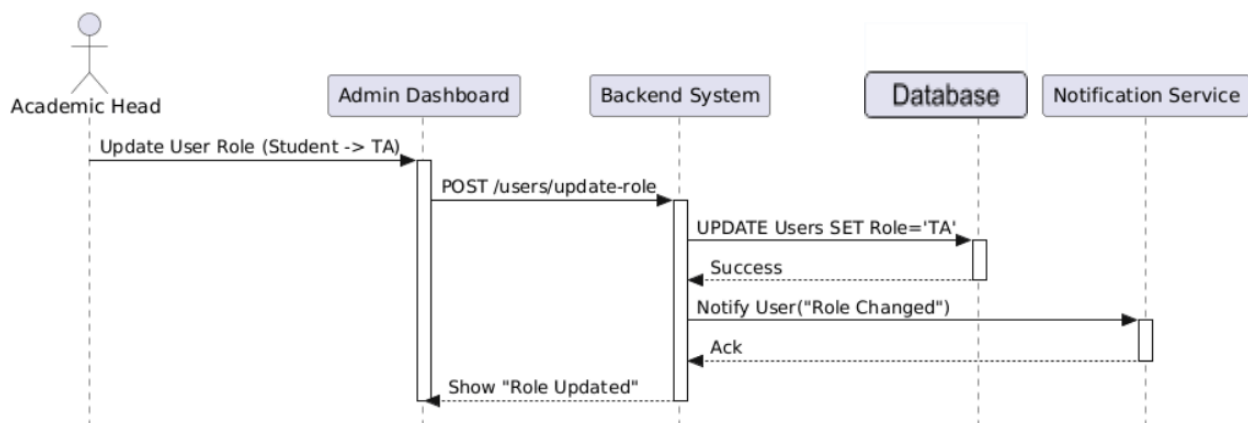 Academic Head
Admin Dashboard
Backend System
Database
Notification Service
Update User Role (Student -> TA)
POST /users/update-role
UPDATE Users SET Role='TA'
Success
Notify User("Role Changed")
Ack
Show "Role Updated"